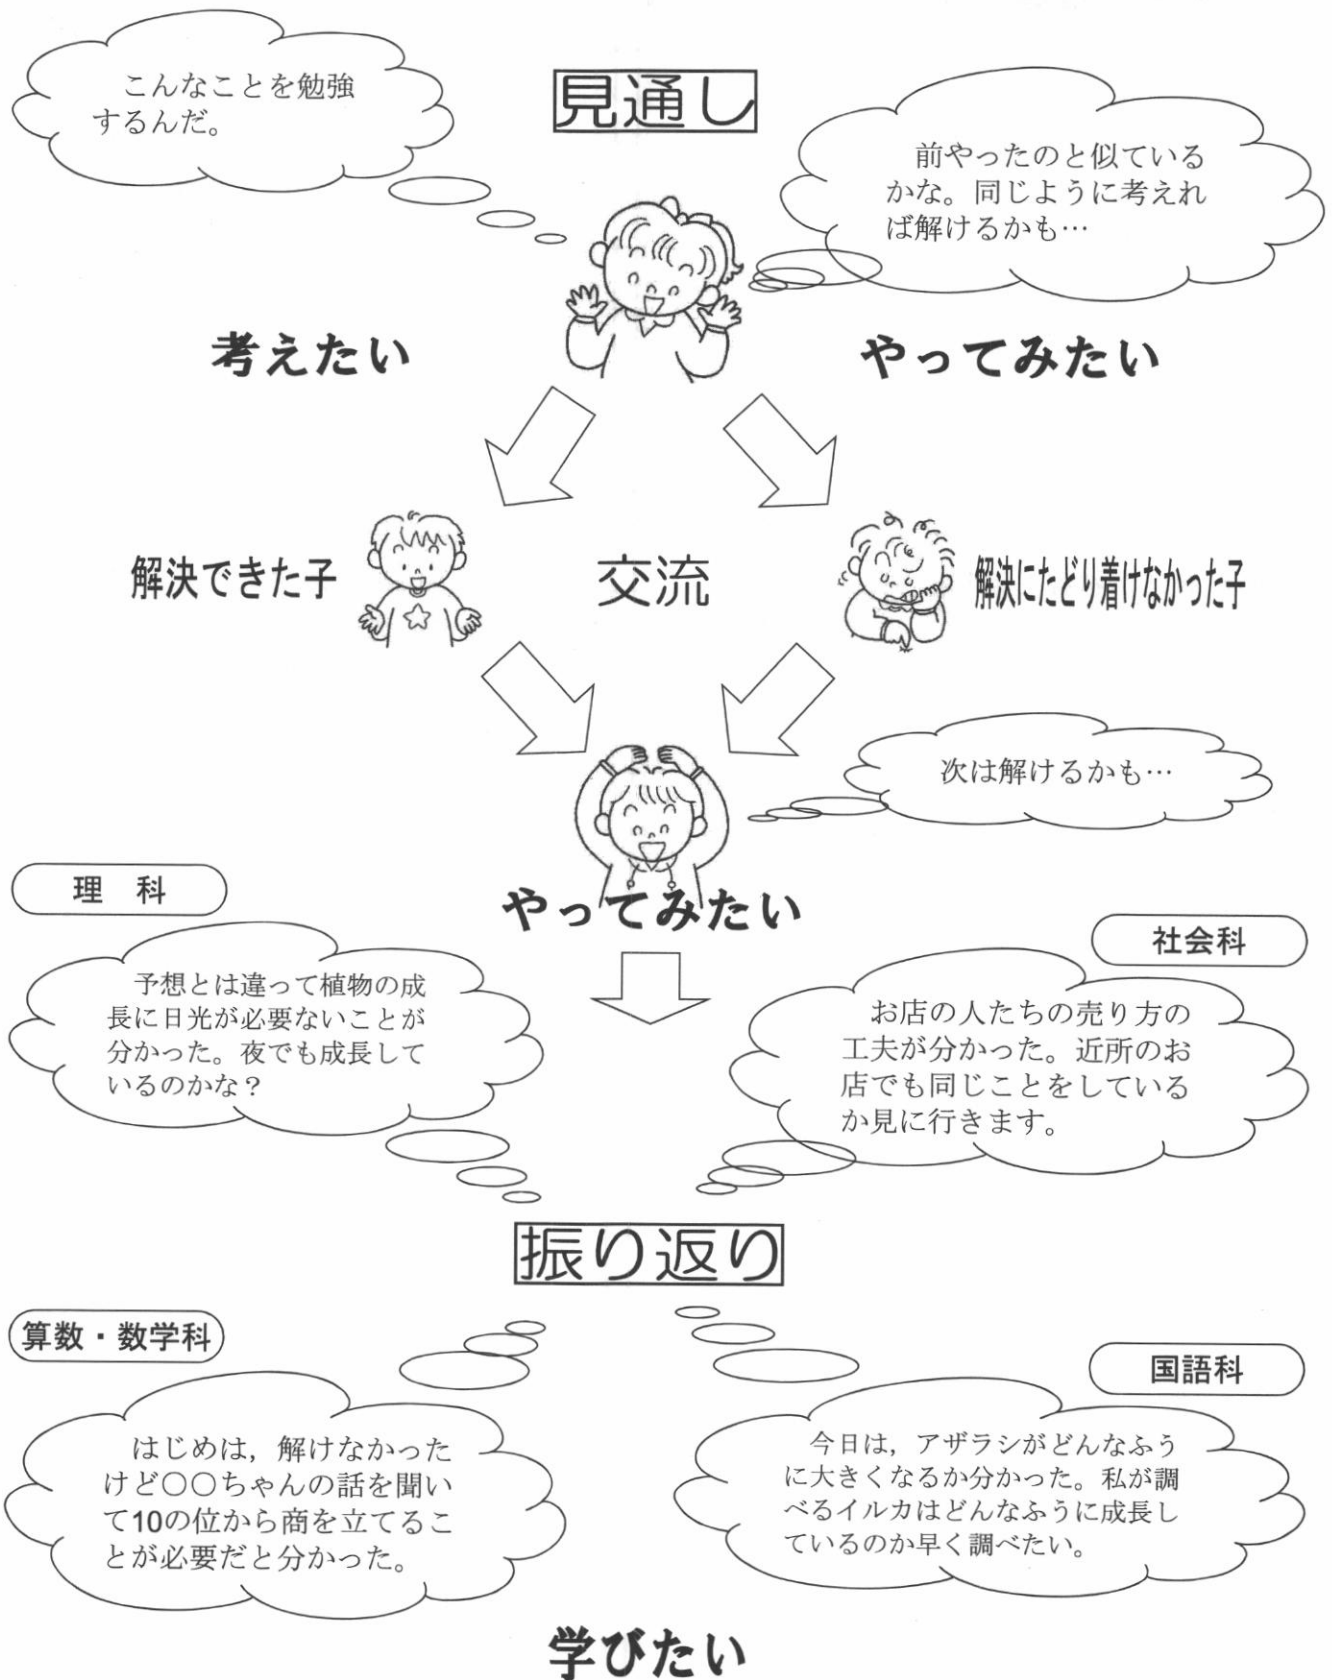 こんなことを勉強
するんだ。
見通し
前やったのと似ている
かな。同じように考えれ
ば解けるかも…
考えたい
やってみたい
解決できた子
交流
解決にたどり着けなかった子
次は解けるかも…
やってみたい
理　科
予想とは違って植物の成
長に日光が必要ないことが
分かった。夜でも成長して
いるのかな？
社会科
お店の人たちの売り方の
工夫が分かった。近所のお
店でも同じことをしている
か見に行きます。
振り返り
算数・数学科
はじめは，解けなかった
けど○○ちゃんの話を聞い
て10の位から商を立てるこ
とが必要だと分かった。
国語科
今日は，アザラシがどんなふう
に大きくなるか分かった。私が調
べるイルカはどんなふうに成長し
ているのか早く調べたい。
学びたい